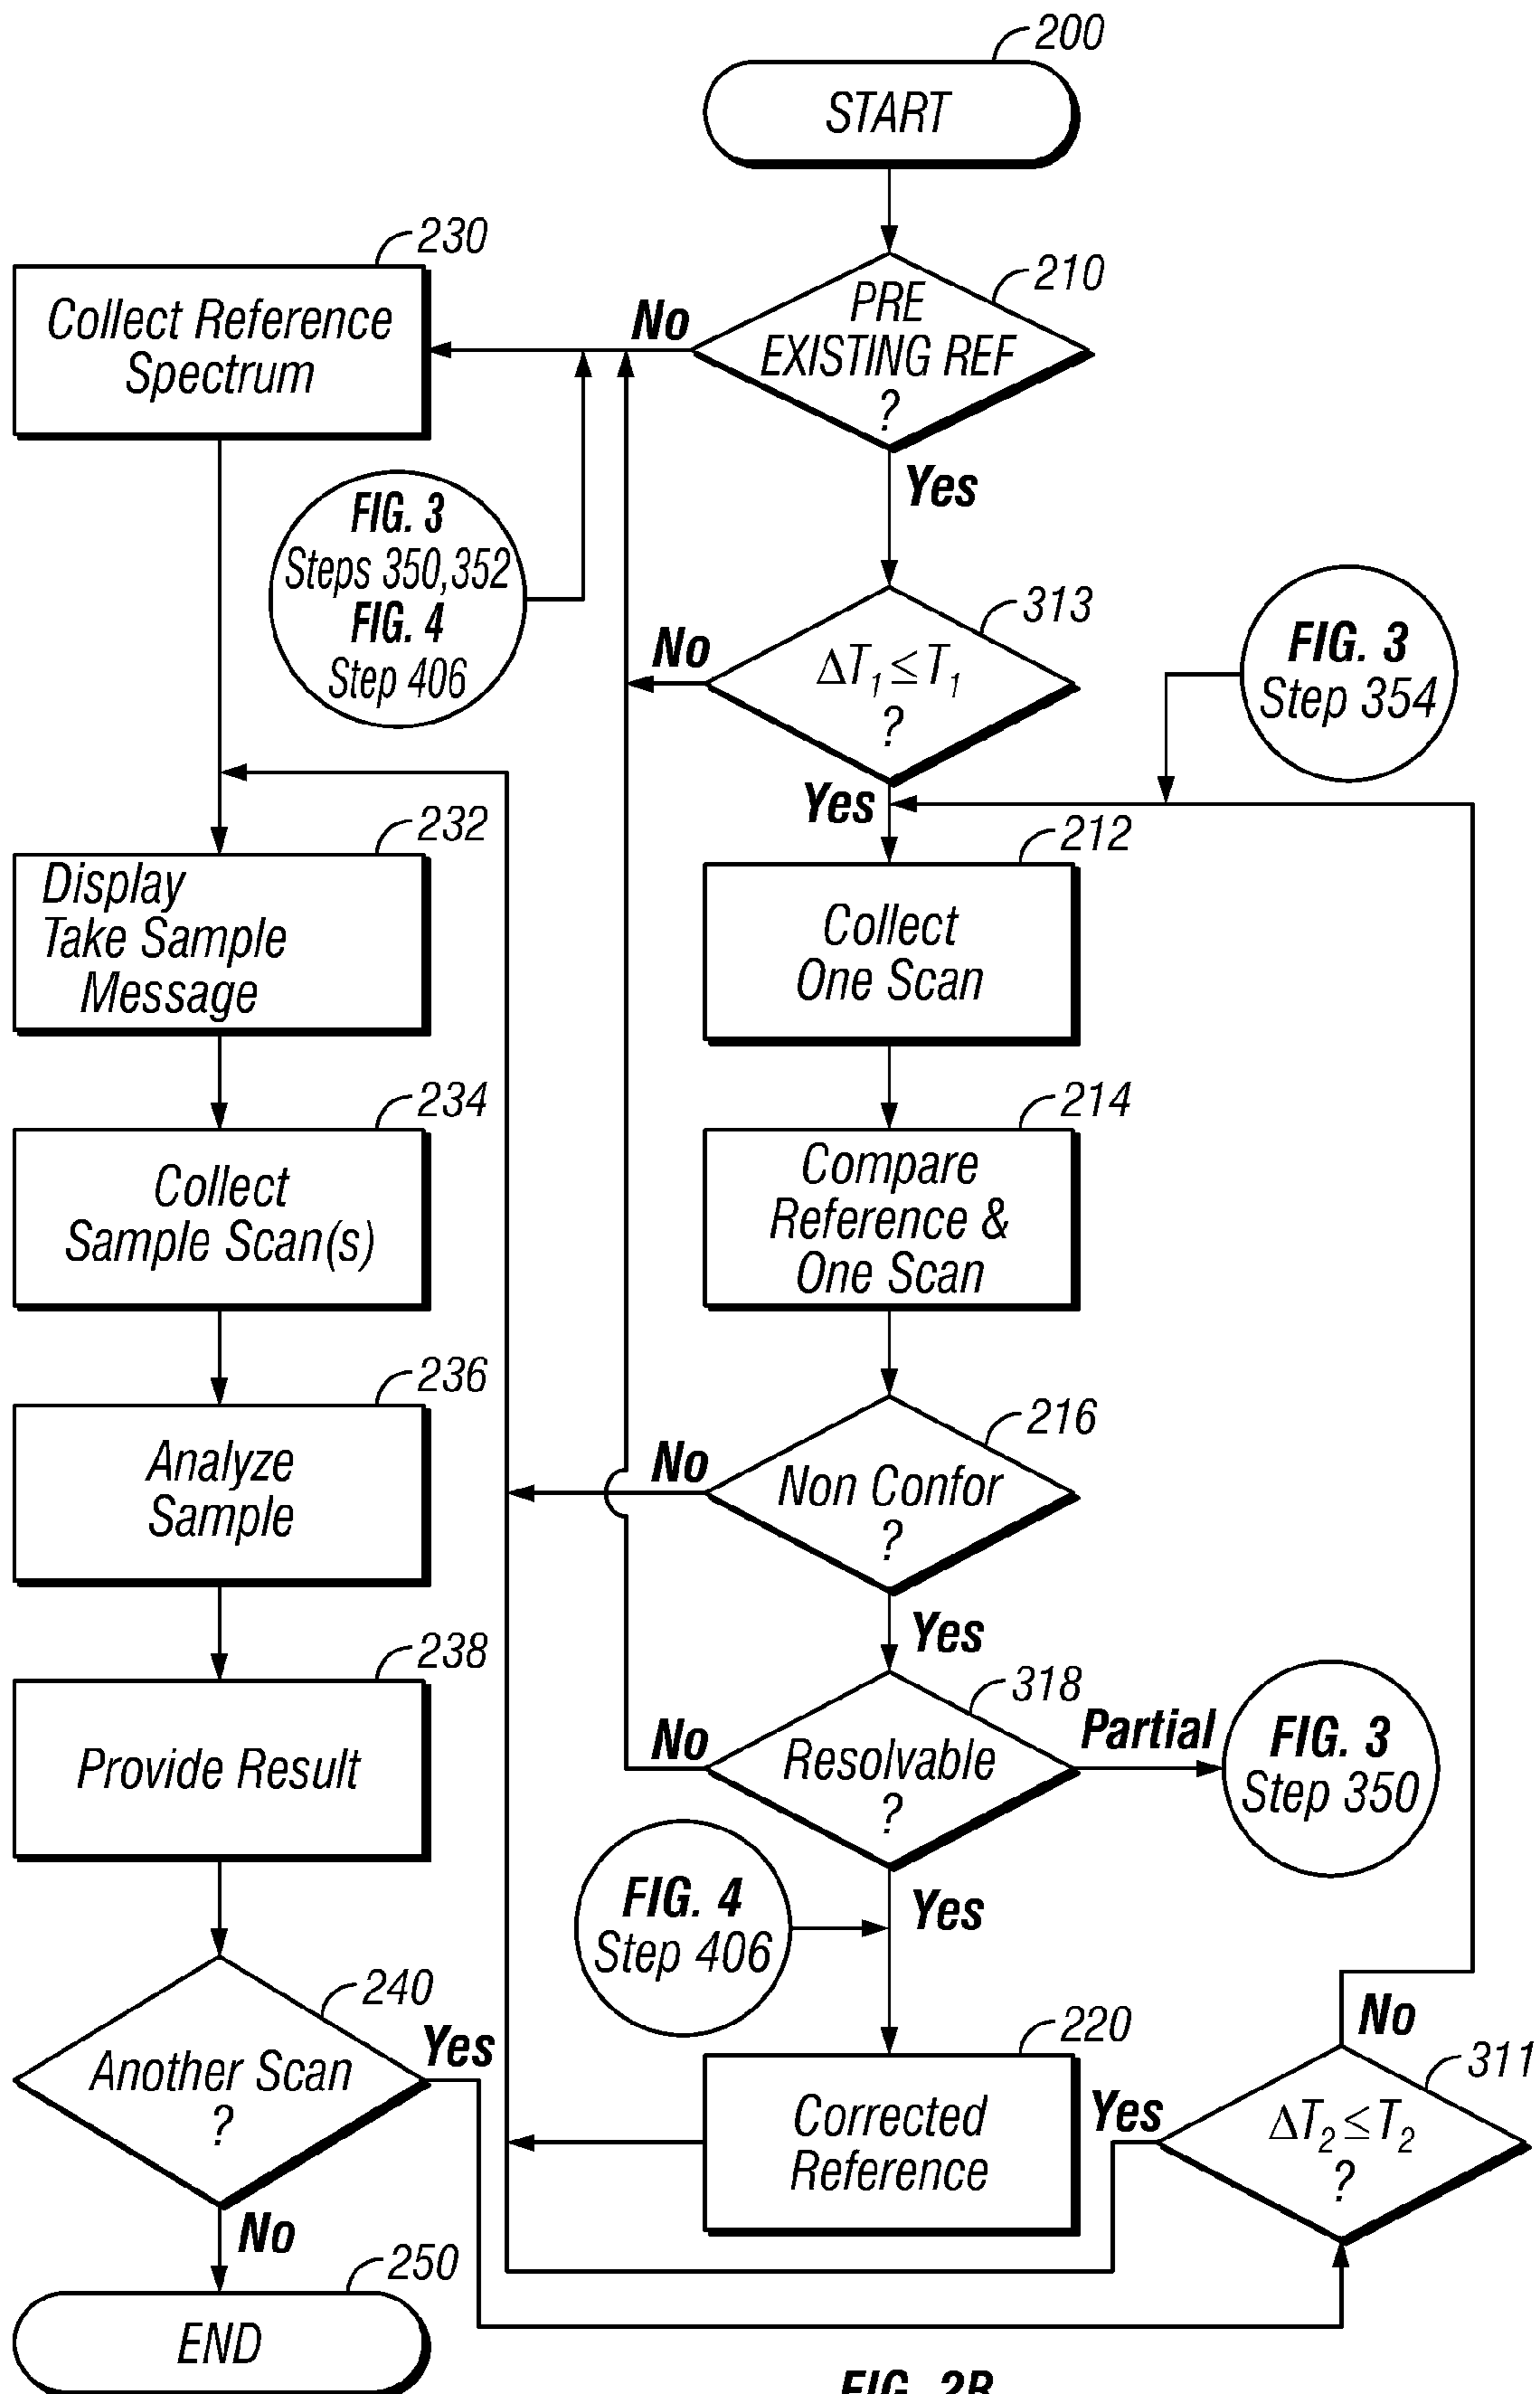 200
START
230
Collect Reference
Spectrum
No
210
PRE
EXISTING REF
?
Yes
FIG. 3
Steps 350,352
FIG. 4
Step 406
313
No
ΔT₁ ≤ T₁
?
Yes
FIG. 3
Step 354
232
Display
Take Sample
Message
212
Collect
One Scan
234
Collect
Sample Scan(s)
214
Compare
Reference &
One Scan
236
Analyze
Sample
216
No
Non Confor
?
Yes
238
Provide Result
318
No
Resolvable
?
Partial
FIG. 3
Step 350
Yes
FIG. 4
Step 406
240
Another Scan
?
Yes
No
220
Corrected
Reference
No
311
Yes
ΔT₂ ≤ T₂
?
250
END
FIG. 2B